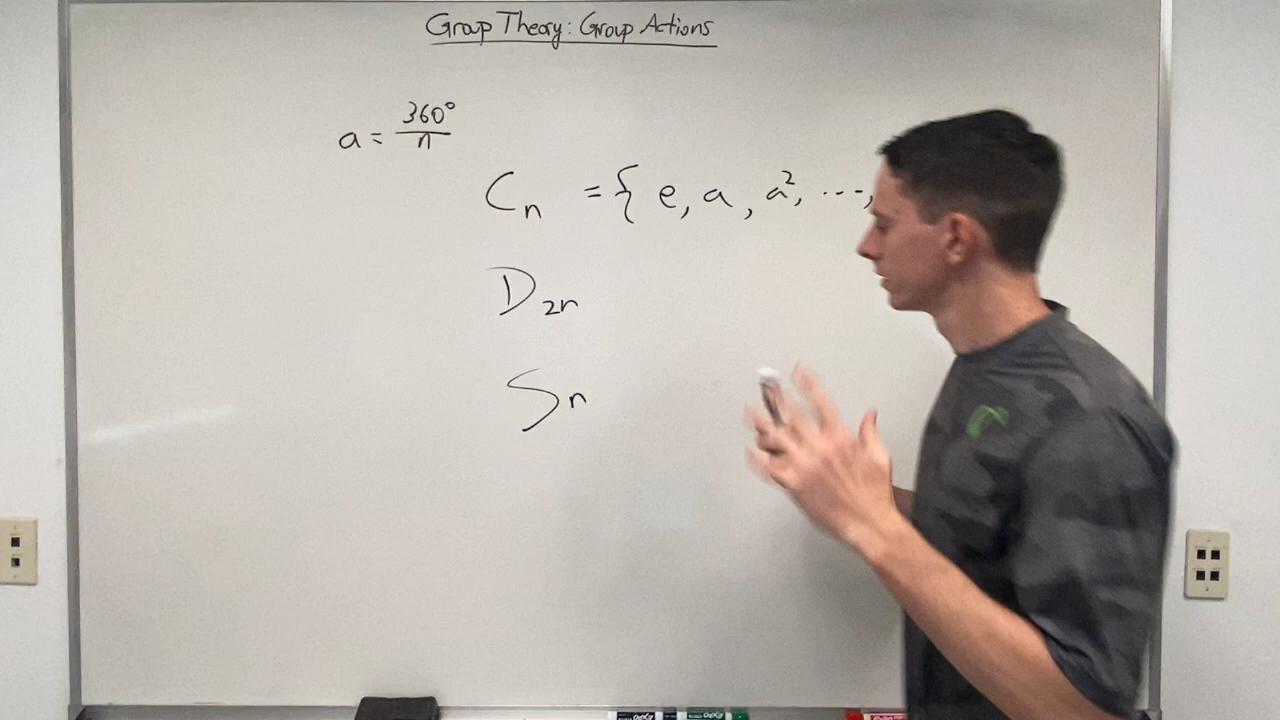 Group Theory: Group Actions
a = 360°/n
Cn = { e, a, a², ...,
D2n
Sn